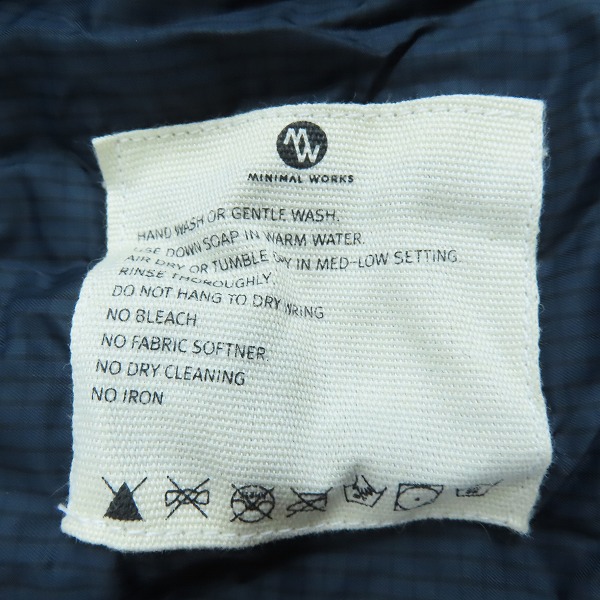 MW
MINIMAL WORKS
HAND WASH OR GENTLE WASH.
USE DOWN SOAP IN WARM WATER.
AIR DRY OR TUMBLE DRY IN MED-LOW SETTING.
RINSE THOROUGHLY.
DO NOT HANG TO DRY WRING
NO BLEACH
NO FABRIC SOFTNER.
NO DRY CLEANING
NO IRON